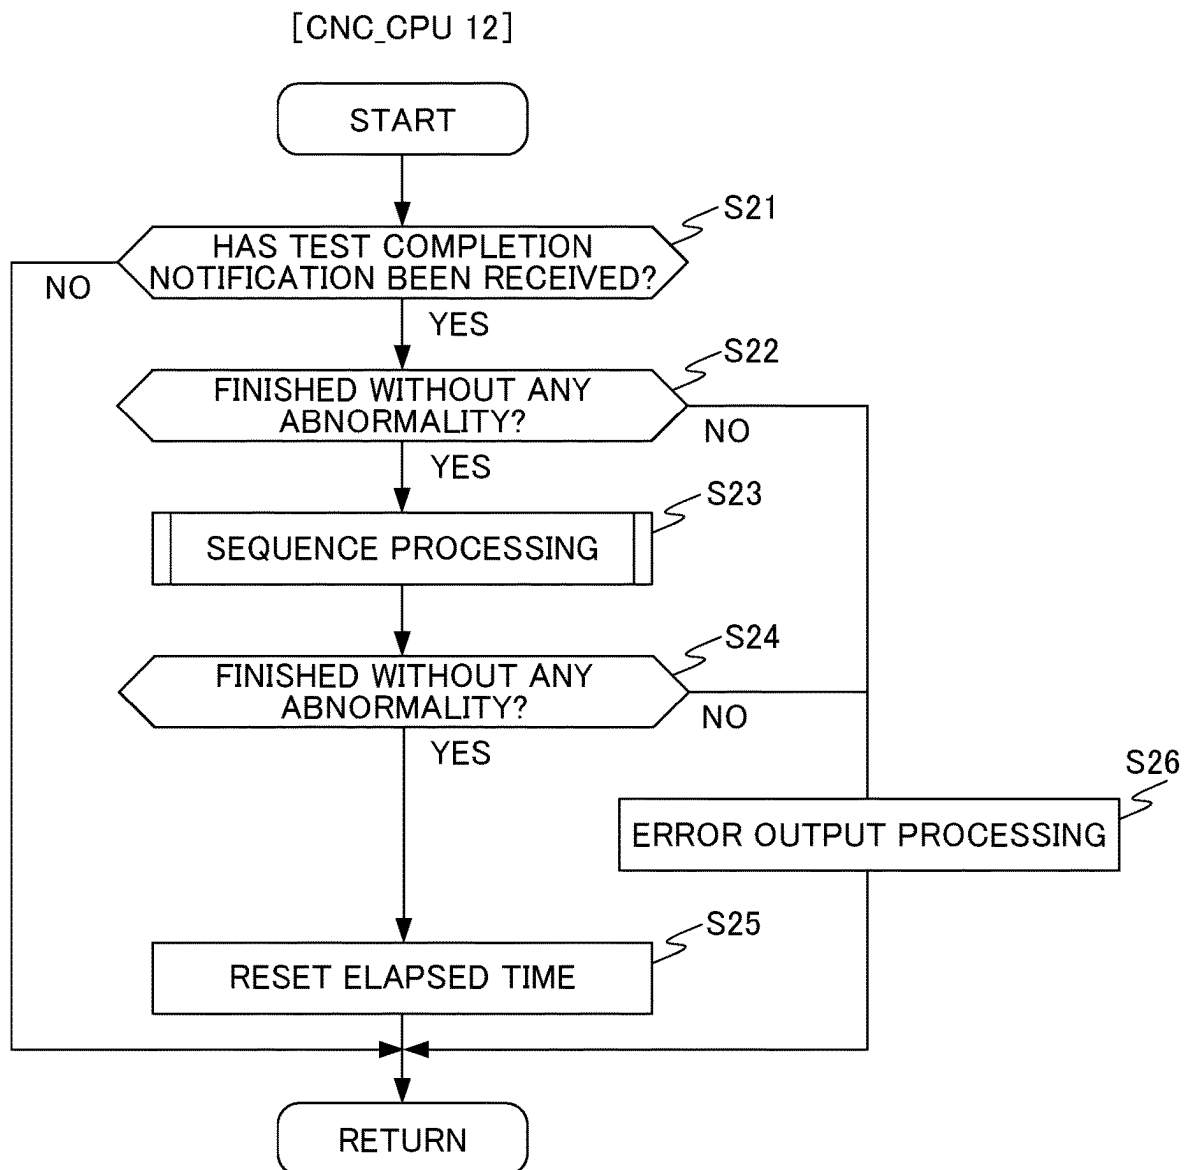 [CNC_CPU 12]
START
S21
HAS TEST COMPLETION
NOTIFICATION BEEN RECEIVED?
NO
YES
S22
FINISHED WITHOUT ANY
ABNORMALITY?
NO
YES
S23
SEQUENCE PROCESSING
S24
FINISHED WITHOUT ANY
ABNORMALITY?
NO
YES
S26
ERROR OUTPUT PROCESSING
S25
RESET ELAPSED TIME
RETURN